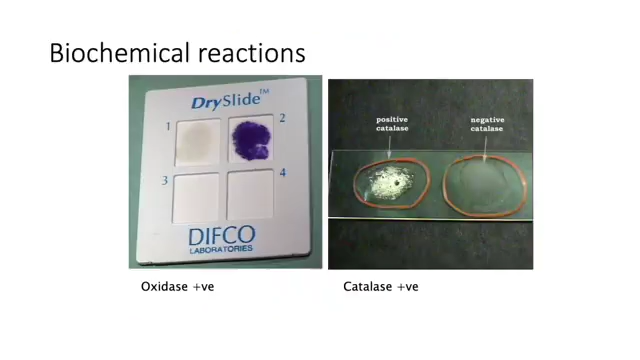 Biochemical reactions
DrySlide™
1
2
3
4
DIFCO
LABORATORIES
positive
catalase
negative
catalase
Oxidase +ve
Catalase +ve